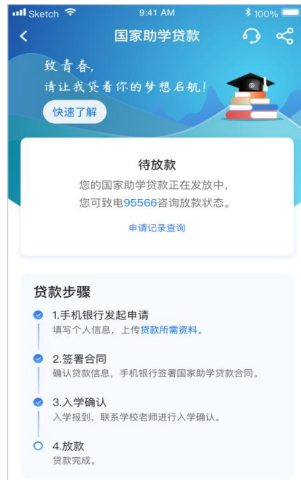 Sketch 9:41 AM 100%
国家助学贷款
致青春，
请让我贷着你的梦想启航！
快速了解
待放款
您的国家助学贷款正在发放中，
您可致电95566咨询放款状态。
申请记录查询
贷款步骤
1.手机银行发起申请
填写个人信息，上传贷款所需资料。
2.签署合同
确认贷款信息，手机银行签署国家助学贷款合同。
3.入学确认
入学报到，联系学校老师进行入学确认。
4.放款
贷款完成。